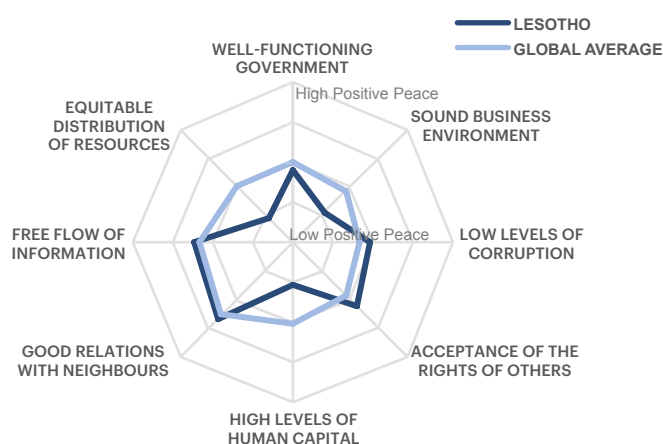 LESOTHO
GLOBAL AVERAGE
WELL-FUNCTIONING
GOVERNMENT
High Positive Peace
EQUITABLE
DISTRIBUTION
OF RESOURCES
SOUND BUSINESS
ENVIRONMENT
FREE FLOW OF
INFORMATION
Low Positive Peace
LOW LEVELS OF
CORRUPTION
GOOD RELATIONS
WITH NEIGHBOURS
ACCEPTANCE OF THE
RIGHTS OF OTHERS
HIGH LEVELS OF
HUMAN CAPITAL